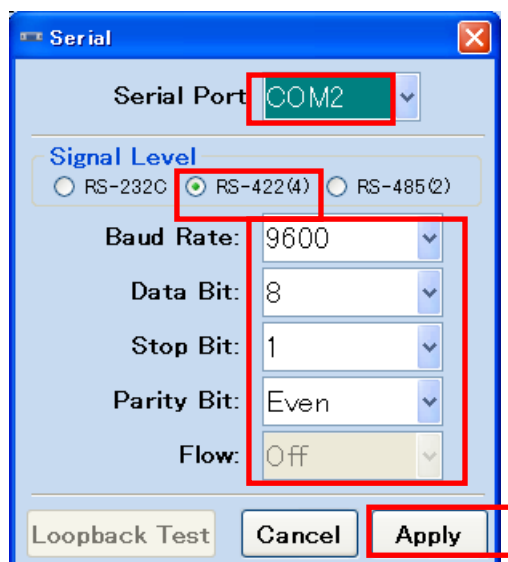 Serial
Serial Port COM2
Signal Level
RS-232C RS-422(4) RS-485(2)
Baud Rate: 9600
Data Bit: 8
Stop Bit: 1
Parity Bit: Even
Flow: Off
Loopback Test Cancel Apply